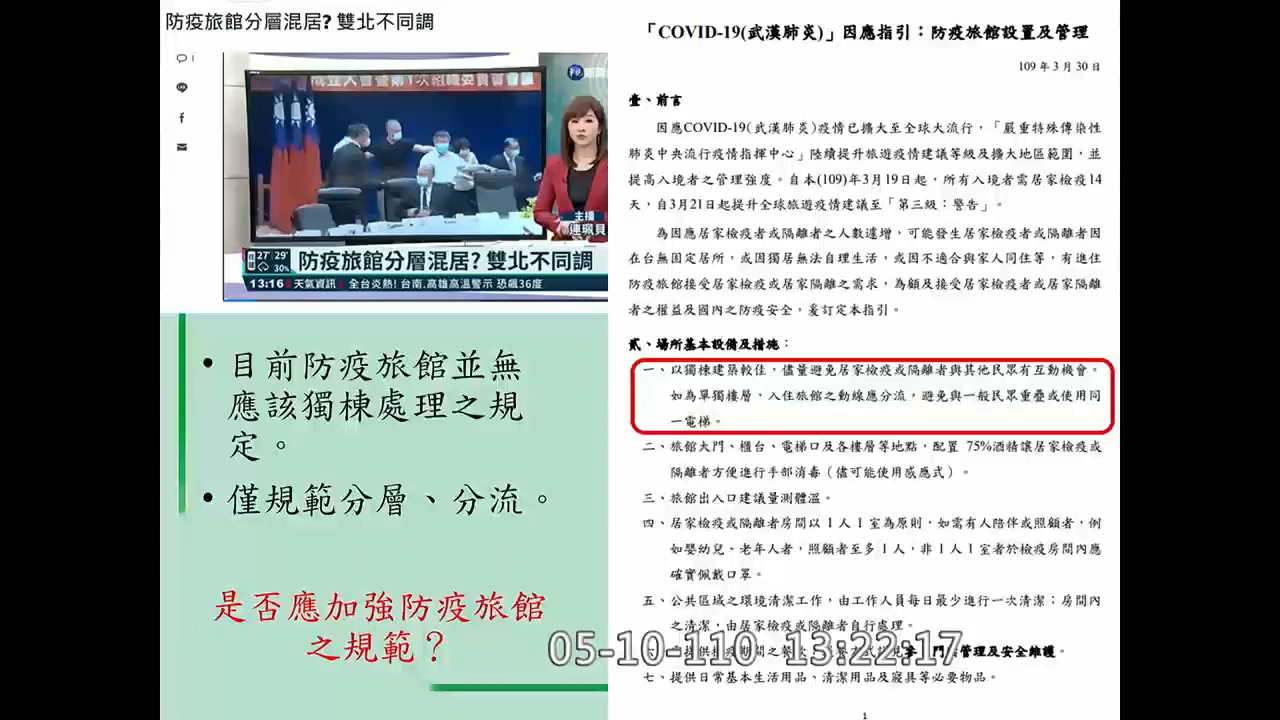 防疫旅館分層混居? 雙北不同調
主播
連珮貝
27° 29°
30%
防疫旅館分層混居? 雙北不同調
13:16 天氣資訊 全台炎熱! 台南.高雄高溫警示 恐飆36度
• 目前防疫旅館並無
應該獨棟處理之規
定。
• 僅規範分層、分流。
是否應加強防疫旅館
之規範?
「COVID-19(武漢肺炎)」因應指引：防疫旅館設置及管理
109 年 3 月 30 日
壹、前言
因應COVID-19(武漢肺炎)疫情已擴大至全球大流行，「嚴重特殊傳染性
肺炎中央流行疫情指揮中心」陸續提升旅遊疫情建議等級及擴大地區範圍，並
提高入境者之管理強度。自本(109)年3月19日起，所有入境者需居家檢疫14
天，自3月21日起提升全球旅遊疫情建議至「第三級：警告」。
為因應居家檢疫者或隔離者之人數遽增，可能發生居家檢疫或隔離者因
在台無固定居所，或因獨居無法自理生活，或因不適合與家人同住等，有進住
防疫旅館接受居家檢疫或居家隔離之需求，為顧及接受居家檢疫者或居家隔離
者之權益及國內之防疫安全，爰訂定本指引。
貳、場所基本設備及措施：
一、以獨棟建築較佳，儘量避免居家檢疫或隔離者與其他民眾有互動機會。
如為單獨樓層，入住旅館之動線應分流，避免與一般民眾重疊或使用同
一電梯。
二、旅館大門、櫃台、電梯口及各樓層等地點，配置 75%酒精讓居家檢疫或
隔離者方便進行手部消毒（儘可能使用感應式）。
三、旅館出入口建議量測體溫。
四、居家檢疫或隔離者房間以 1 人 1 室為原則，如需有人陪伴或照顧者，例
如嬰幼兒、老年人者，照顧者至多 1 人，非 1 人 1 室者於檢疫房間內應
確實佩戴口罩。
五、公共區域之環境清潔工作，由工作人員每日最少進行一次清潔；房間內
之清潔，由居家檢疫或隔離者自行處理。
管理及安全維護。
七、提供日常基本生活用品、清潔用品及寢具等必要物品。
1
05-10-110 13:22:17